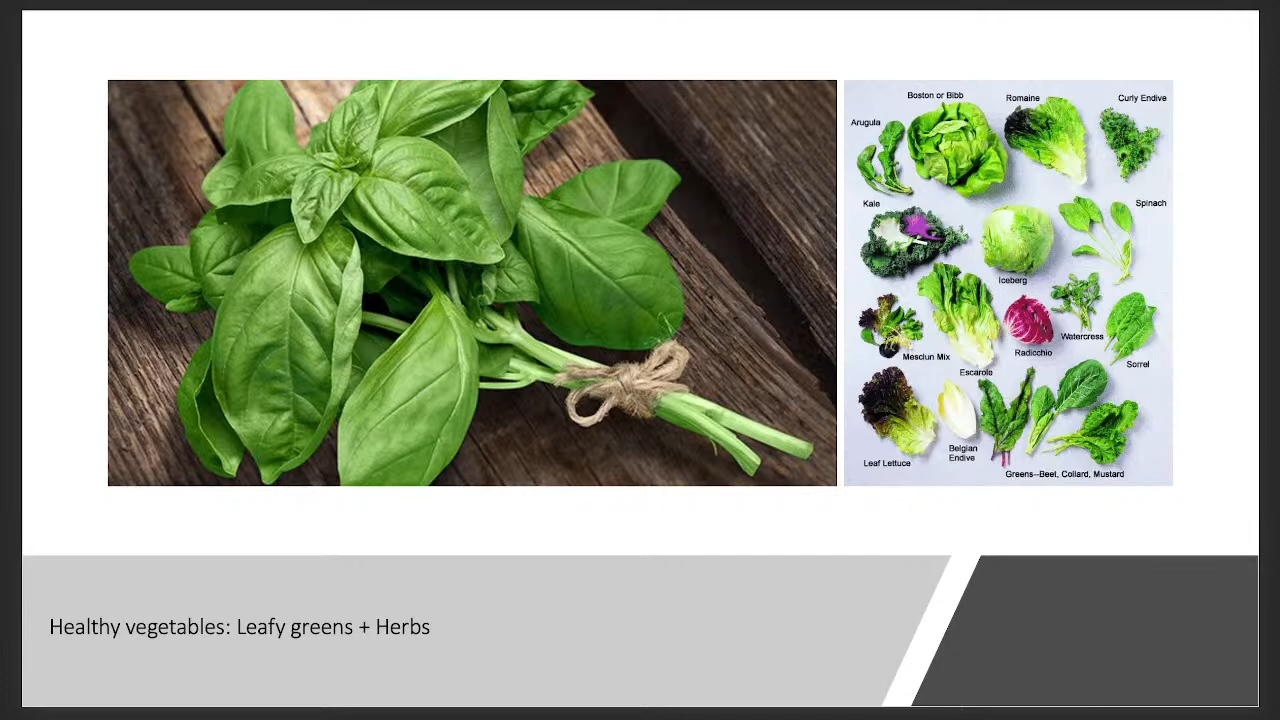 Boston or Bibb
Romaine
Curly Endive
Arugula
Kale
Spinach
Iceberg
Mesclun Mix
Escarole
Radicchio
Watercress
Sorrel
Leaf Lettuce
Belgian
Endive
Greens--Beet, Collard, Mustard
Healthy vegetables: Leafy greens + Herbs